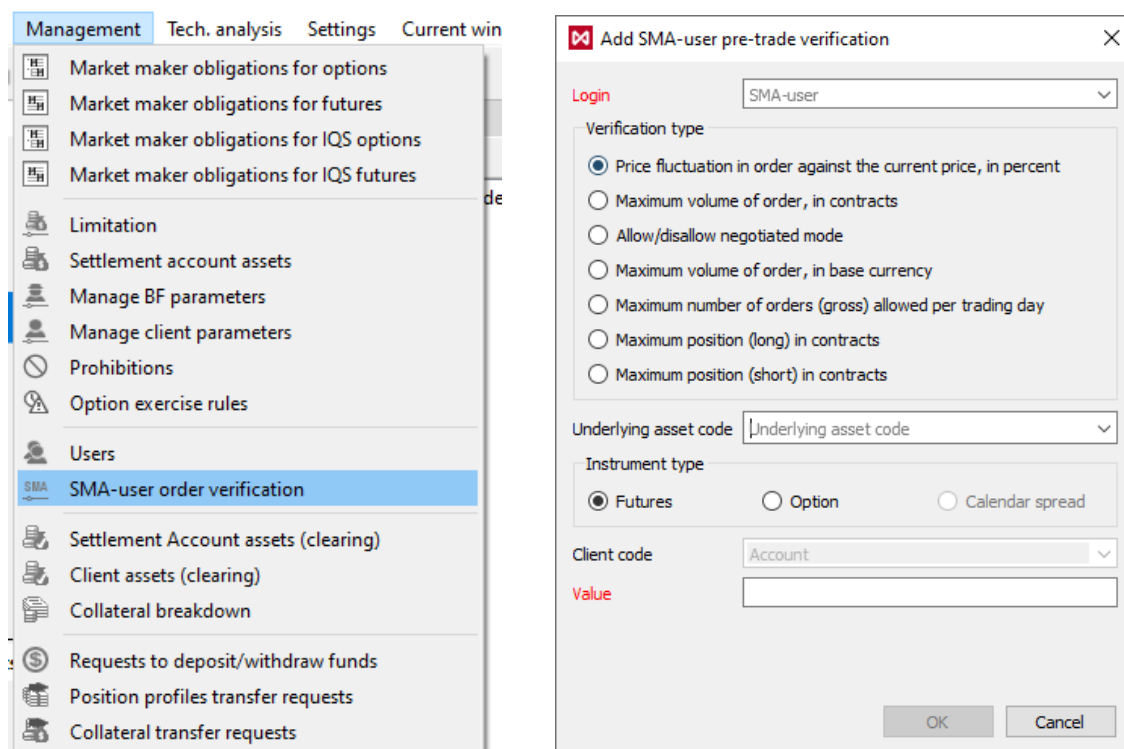 Management Tech. analysis Settings Current win
Market maker obligations for options
Market maker obligations for futures
Market maker obligations for IQS options
Market maker obligations for IQS futures
de
Limitation
Settlement account assets
Manage BF parameters
Manage client parameters
Prohibitions
Option exercise rules
Users
SMA SMA-user order verification
Settlement Account assets (clearing)
Client assets (clearing)
Collateral breakdown
Requests to deposit/withdraw funds
Position profiles transfer requests
Collateral transfer requests
Add SMA-user pre-trade verification
Login SMA-user
Verification type
Price fluctuation in order against the current price, in percent
Maximum volume of order, in contracts
Allow/disallow negotiated mode
Maximum volume of order, in base currency
Maximum number of orders (gross) allowed per trading day
Maximum position (long) in contracts
Maximum position (short) in contracts
Underlying asset code Underlying asset code
Instrument type
Futures Option Calendar spread
Client code Account
Value
OK Cancel